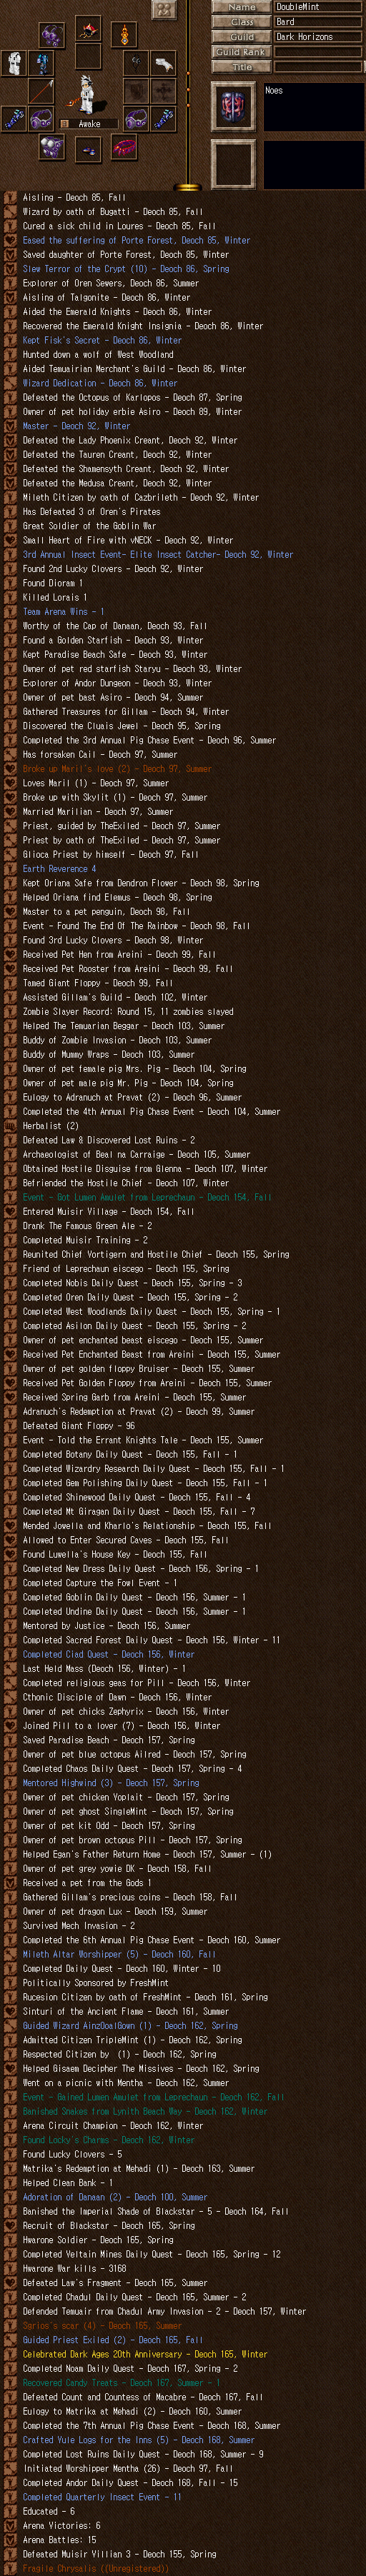 Name DoubleMint
Class Bard
Guild Dark Horizons
Guild Rank
Title
Awake
Noes
Aisling - Deoch 85, Fall
Wizard by oath of Bugatti - Deoch 85, Fall
Cured a sick child in Loures - Deoch 85, Fall
Eased the suffering of Porte Forest, Deoch 85, Winter
Saved daughter of Porte Forest, Deoch 85, Winter
Slew Terror of the Crypt (10) - Deoch 86, Spring
Explorer of Oren Sewers, Deoch 86, Summer
Aisling of Talgonite - Deoch 86, Winter
Aided the Emerald Knights - Deoch 86, Winter
Recovered the Emerald Knight Insignia - Deoch 86, Winter
Kept Fisk's Secret - Deoch 86, Winter
Hunted down a wolf of West Woodland
Aided Temuairian Merchant's Guild - Deoch 86, Winter
Wizard Dedication - Deoch 86, Winter
Defeated the Octopus of Karlopos - Deoch 87, Spring
Owner of pet holiday erbie Asiro - Deoch 89, Winter
Master - Deoch 92, Winter
Defeated the Lady Phoenix Creant, Deoch 92, Winter
Defeated the Tauren Creant, Deoch 92, Winter
Defeated the Shamensyth Creant, Deoch 92, Winter
Defeated the Medusa Creant, Deoch 92, Winter
Mileth Citizen by oath of Cazbrileth - Deoch 92, Winter
Has Defeated 3 of Oren's Pirates
Great Soldier of the Goblin War
Small Heart of Fire with vNECK - Deoch 92, Winter
3rd Annual Insect Event- Elite Insect Catcher- Deoch 92, Winter
Found 2nd Lucky Clovers - Deoch 92, Winter
Found Dioram 1
Killed Lorais 1
Team Arena Wins - 1
Worthy of the Cap of Danaan, Deoch 93, Fall
Found a Golden Starfish - Deoch 93, Winter
Kept Paradise Beach Safe - Deoch 93, Winter
Owner of pet red starfish Staryu - Deoch 93, Winter
Explorer of Andor Dungeon - Deoch 93, Winter
Owner of pet bast Asiro - Deoch 94, Summer
Gathered Treasures for Gillam - Deoch 94, Winter
Discovered the Cluais Jewel - Deoch 95, Spring
Completed the 3rd Annual Pig Chase Event - Deoch 96, Summer
Has forsaken Cail - Deoch 97, Summer
Broke up Maril's love (2) - Deoch 97, Summer
Loves Maril (1) - Deoch 97, Summer
Broke up with Skylit (1) - Deoch 97, Summer
Married Marilian - Deoch 97, Summer
Priest, guided by TheExiled - Deoch 97, Summer
Priest by oath of TheExiled - Deoch 97, Summer
Glioca Priest by himself - Deoch 97, Fall
Earth Reverence 4
Kept Oriana Safe from Dendron Flower - Deoch 98, Spring
Helped Oriana find Elemus - Deoch 98, Spring
Master to a pet penguin, Deoch 98, Fall
Event - Found The End Of The Rainbow - Deoch 98, Fall
Found 3rd Lucky Clovers - Deoch 98, Winter
Received Pet Hen from Areini - Deoch 99, Fall
Received Pet Rooster from Areini - Deoch 99, Fall
Tamed Giant Floppy - Deoch 99, Fall
Assisted Gillam's Guild - Deoch 102, Winter
Zombie Slayer Record: Round 15, 11 zombies slayed
Helped The Temuarian Beggar - Deoch 103, Summer
Buddy of Zombie Invasion - Deoch 103, Summer
Buddy of Mummy Wraps - Deoch 103, Summer
Owner of pet female pig Mrs. Pig - Deoch 104, Spring
Owner of pet male pig Mr. Pig - Deoch 104, Spring
Eulogy to Adranuch at Pravat (2) - Deoch 96, Summer
Completed the 4th Annual Pig Chase Event - Deoch 104, Summer
Herbalist (2)
Defeated Law & Discovered Lost Ruins - 2
Archaeologist of Beal na Carraige - Deoch 105, Summer
Obtained Hostile Disguise from Glenna - Deoch 107, Winter
Befriended the Hostile Chief - Deoch 107, Winter
Event - Got Lumen Amulet from Leprechaun - Deoch 154, Fall
Entered Muisir Village - Deoch 154, Fall
Drank The Famous Green Ale - 2
Completed Muisir Training - 2
Reunited Chief Vortigern and Hostile Chief - Deoch 155, Spring
Friend of Leprechaun eiscego - Deoch 155, Spring
Completed Nobis Daily Quest - Deoch 155, Spring - 3
Completed Oren Daily Quest - Deoch 155, Spring - 2
Completed West Woodlands Daily Quest - Deoch 155, Spring - 1
Completed Asilon Daily Quest - Deoch 155, Spring - 2
Owner of pet enchanted beast eiscego - Deoch 155, Summer
Received Pet Enchanted Beast from Areini - Deoch 155, Summer
Owner of pet golden floppy Bruiser - Deoch 155, Summer
Received Pet Golden Floppy from Areini - Deoch 155, Summer
Received Spring Garb from Areini - Deoch 155, Summer
Adranuch's Redemption at Pravat (2) - Deoch 99, Summer
Defeated Giant Floppy - 96
Event - Told the Errant Knights Tale - Deoch 155, Summer
Completed Botany Daily Quest - Deoch 155, Fall - 1
Completed Wizardry Research Daily Quest - Deoch 155, Fall - 1
Completed Gem Polishing Daily Quest - Deoch 155, Fall - 1
Completed Shinewood Daily Quest - Deoch 155, Fall - 4
Completed Mt Giragan Daily Quest - Deoch 155, Fall - 7
Mended Jowella and Kharlo's Relationship - Deoch 155, Fall
Allowed to Enter Secured Caves - Deoch 155, Fall
Found Luwella's House Key - Deoch 155, Fall
Completed New Dress Daily Quest - Deoch 156, Spring - 1
Completed Capture the Fowl Event - 1
Completed Goblin Daily Quest - Deoch 156, Summer - 1
Completed Undine Daily Quest - Deoch 156, Summer - 1
Mentored by Justice - Deoch 156, Summer
Completed Sacred Forest Daily Quest - Deoch 156, Winter - 11
Completed Ciad Quest - Deoch 156, Winter
Last Held Mass (Deoch 156, Winter) - 1
Completed religious geas for Pill - Deoch 156, Winter
Cthonic Disciple of Dawn - Deoch 156, Winter
Owner of pet chicks Zephyrix - Deoch 156, Winter
Joined Pill to a lover (7) - Deoch 156, Winter
Saved Paradise Beach - Deoch 157, Spring
Owner of pet blue octopus Ailred - Deoch 157, Spring
Completed Chaos Daily Quest - Deoch 157, Spring - 4
Mentored Highwind (3) - Deoch 157, Spring
Owner of pet chicken Yoplait - Deoch 157, Spring
Owner of pet ghost SingleMint - Deoch 157, Spring
Owner of pet kit Odd - Deoch 157, Spring
Owner of pet brown octopus Pill - Deoch 157, Spring
Helped Egan's Father Return Home - Deoch 157, Summer - (1)
Owner of pet grey yowie DK - Deoch 158, Fall
Received a pet from the Gods 1
Gathered Gillam's precious coins - Deoch 158, Fall
Owner of pet dragon Lux - Deoch 159, Summer
Survived Mech Invasion - 2
Completed the 6th Annual Pig Chase Event - Deoch 160, Summer
Mileth Altar Worshipper (5) - Deoch 160, Fall
Completed Daily Quest - Deoch 160, Winter - 10
Politically Sponsored by FreshMint
Rucesion Citizen by oath of FreshMint - Deoch 161, Spring
Sinturi of the Ancient Flame - Deoch 161, Summer
Guided Wizard AinzOoalGown (1) - Deoch 162, Spring
Admitted Citizen TripleMint (1) - Deoch 162, Spring
Respected Citizen by  (1) - Deoch 162, Spring
Helped Gisaem Decipher The Missives - Deoch 162, Spring
Went on a picnic with Mentha - Deoch 162, Summer
Event - Gained Lumen Amulet from Leprechaun - Deoch 162, Fall
Banished Snakes from Lynith Beach Way - Deoch 162, Winter
Arena Circuit Champion - Deoch 162, Winter
Found Locky's Charms - Deoch 162, Winter
Found Lucky Clovers - 5
Matrika's Redemption at Mehadi (1) - Deoch 163, Summer
Helped Clean Bank - 1
Adoration of Danaan (2) - Deoch 100, Summer
Banished the Imperial Shade of Blackstar - 5 - Deoch 164, Fall
Recruit of Blackstar - Deoch 165, Spring
Hwarone Soldier - Deoch 165, Spring
Completed Veltain Mines Daily Quest - Deoch 165, Spring - 12
Hwarone War kills - 3168
Defeated Law's Fragment - Deoch 165, Summer
Completed Chadul Daily Quest - Deoch 165, Summer - 2
Defended Temuair from Chadul Army Invasion - 2 - Deoch 157, Winter
Sgrios's scar (4) - Deoch 165, Summer
Guided Priest Exiled (2) - Deoch 165, Fall
Celebrated Dark Ages 20th Anniversary - Deoch 165, Winter
Completed Noam Daily Quest - Deoch 167, Spring - 2
Recovered Candy Treats - Deoch 167, Summer - 1
Defeated Count and Countess of Macabre - Deoch 167, Fall
Eulogy to Matrika at Mehadi (2) - Deoch 160, Summer
Completed the 7th Annual Pig Chase Event - Deoch 168, Summer
Crafted Yule Logs for the Inns (5) - Deoch 168, Summer
Completed Lost Ruins Daily Quest - Deoch 168, Summer - 9
Initiated Worshipper Mentha (26) - Deoch 97, Fall
Completed Andor Daily Quest - Deoch 168, Fall - 15
Completed Quarterly Insect Event - 11
Educated - 6
Arena Victories: 6
Arena Battles: 15
Defeated Muisir Villian 3 - Deoch 155, Spring
Fragile Chrysalis ((Unregistered))